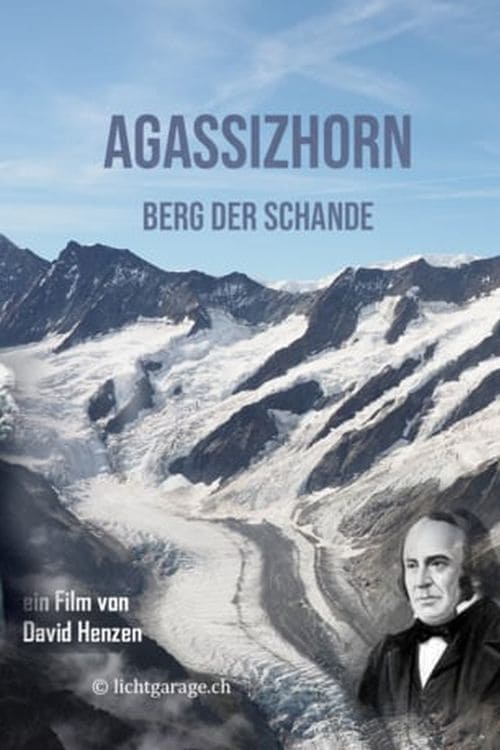 AGASSIZHORN
BERG DER SCHANDE
ein Film von
David Henzen
© lichtgarage.ch